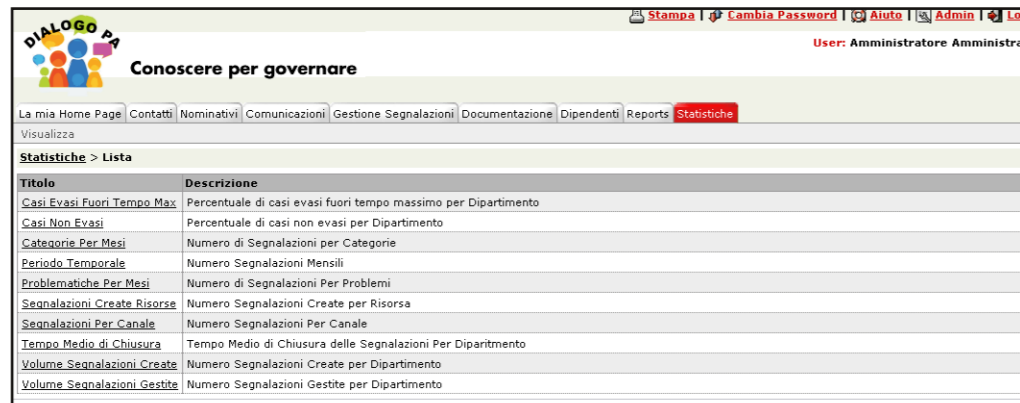 Stampa | Cambia Password | Aiuto | Admin | Lo
DIALOGO PA
User: Amministratore Amministra
Conoscere per governare
La mia Home Page Contatti Nominativi Comunicazioni Gestione Segnalazioni Documentazione Dipendenti Reports Statistiche
Visualizza
Statistiche > Lista
Titolo Descrizione
Casi Evasi Fuori Tempo Max Percentuale di casi evasi fuori tempo massimo per Dipartimento
Casi Non Evasi Percentuale di casi non evasi per Dipartimento
Categorie Per Mesi Numero di Segnalazioni per Categorie
Periodo Temporale Numero Segnalazioni Mensili
Problematiche Per Mesi Numero di Segnalazioni Per Problemi
Segnalazioni Create Risorse Numero Segnalazioni Create per Risorsa
Segnalazioni Per Canale Numero Segnalazioni Per Canale
Tempo Medio di Chiusura Tempo Medio di Chiusura delle Segnalazioni Per Diparitmento
Volume Segnalazioni Create Numero Segnalazioni Create per Dipartimento
Volume Segnalazioni Gestite Numero Segnalazioni Gestite per Dipartimento